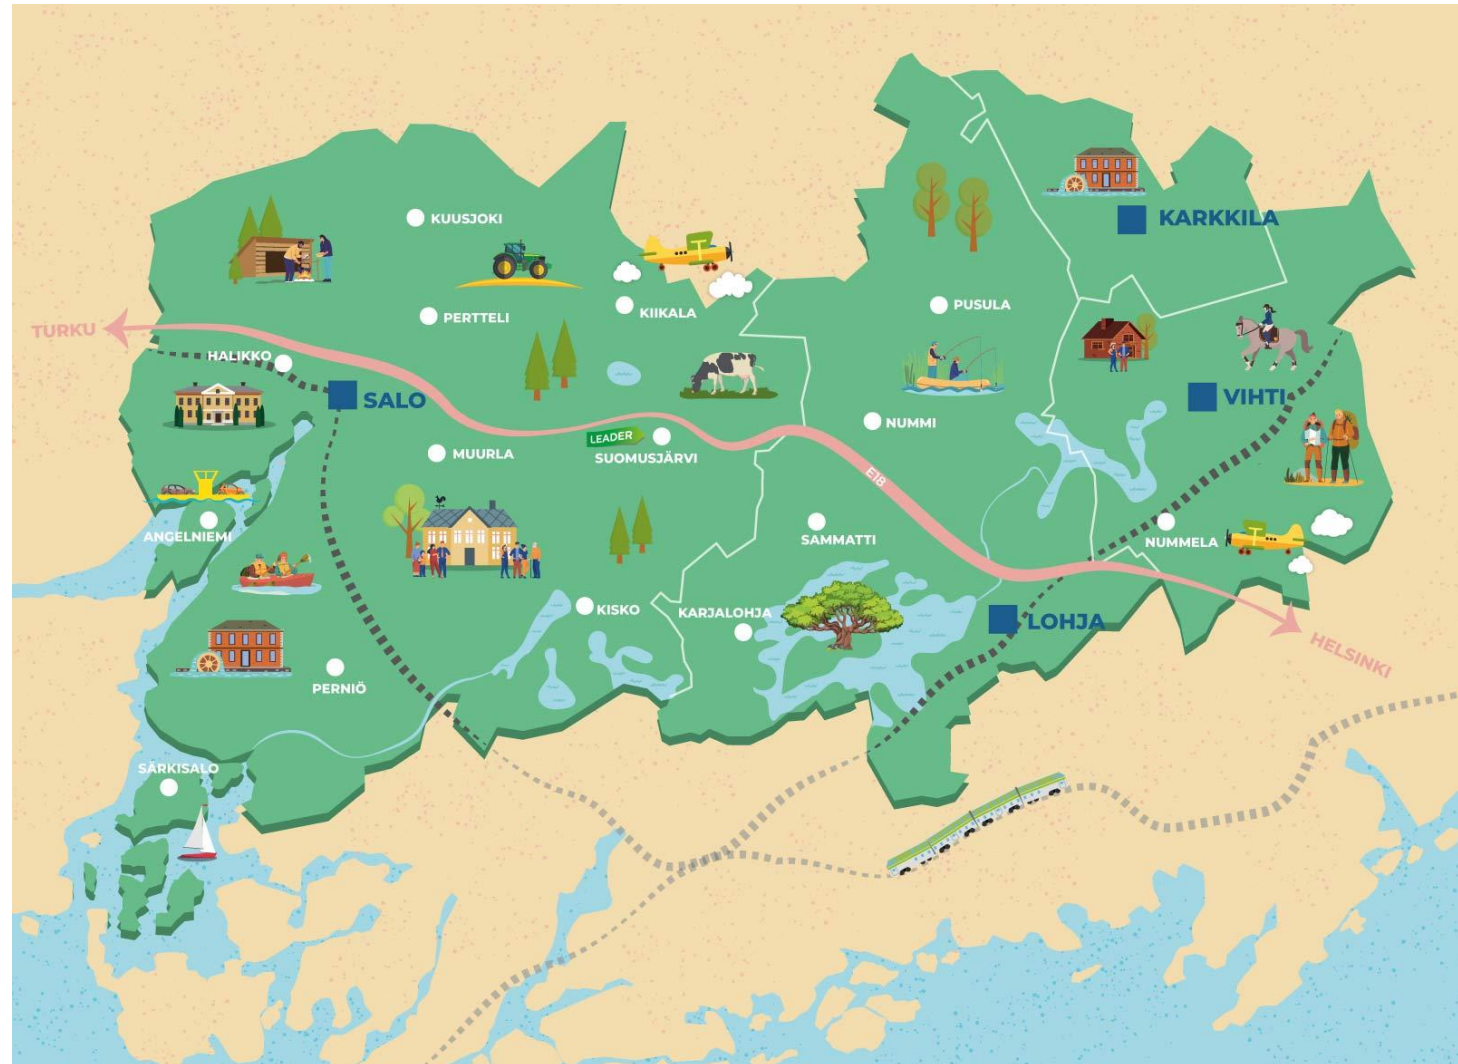 KARKKILA
KUUSJOKI
KIIKALA
PUSULA
PERTTELI
TURKU
HALIKKO
SALO
VIHTI
NUMMI
LEADER
SUOMUSJÄRVI
MUURLA
E18
ANGELNIEMI
SAMMATTI
NUMMELA
KISKO
KARJALOHJA
LOHJA
HELSINKI
PERNIÖ
SÄRKISALO